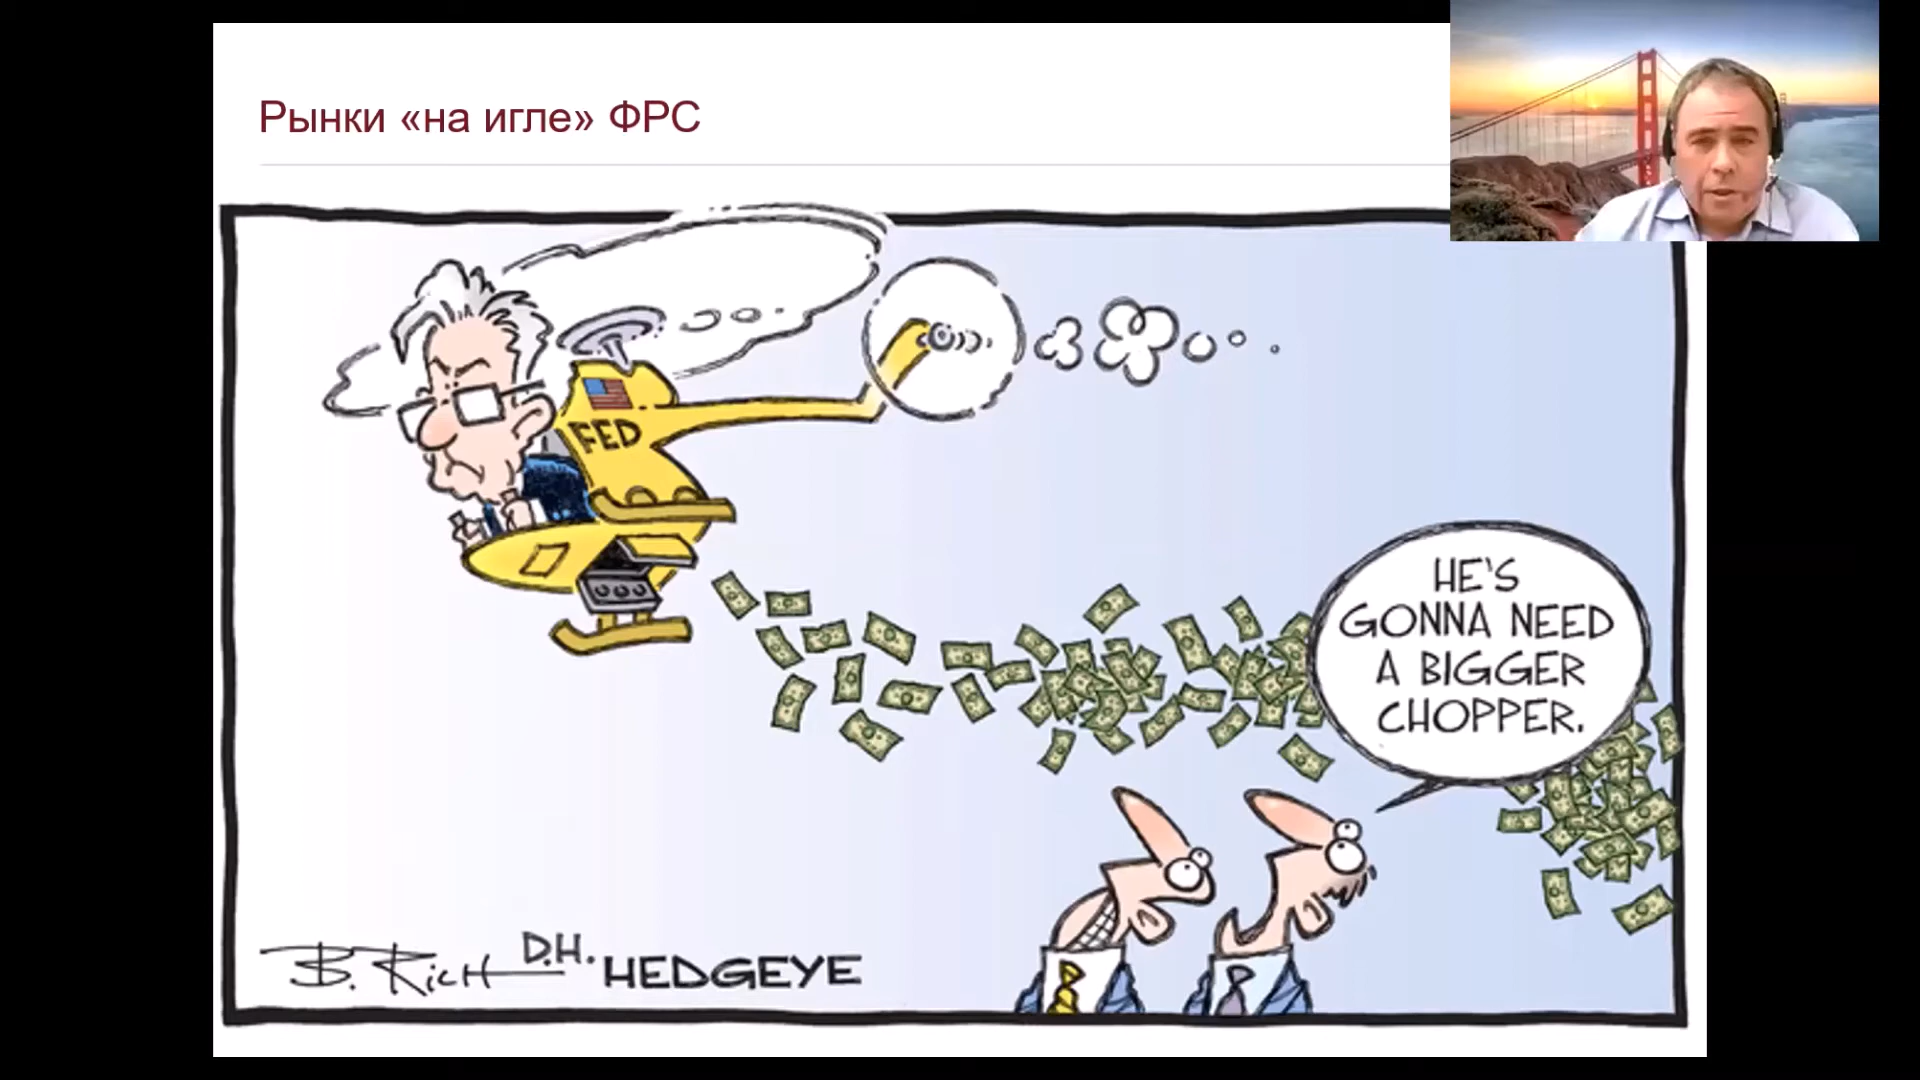 Рынки «на игле» ФРС
FED
HE'S
GONNA NEED
A BIGGER
CHOPPER.
B. RICH D.H. HEDGEYE